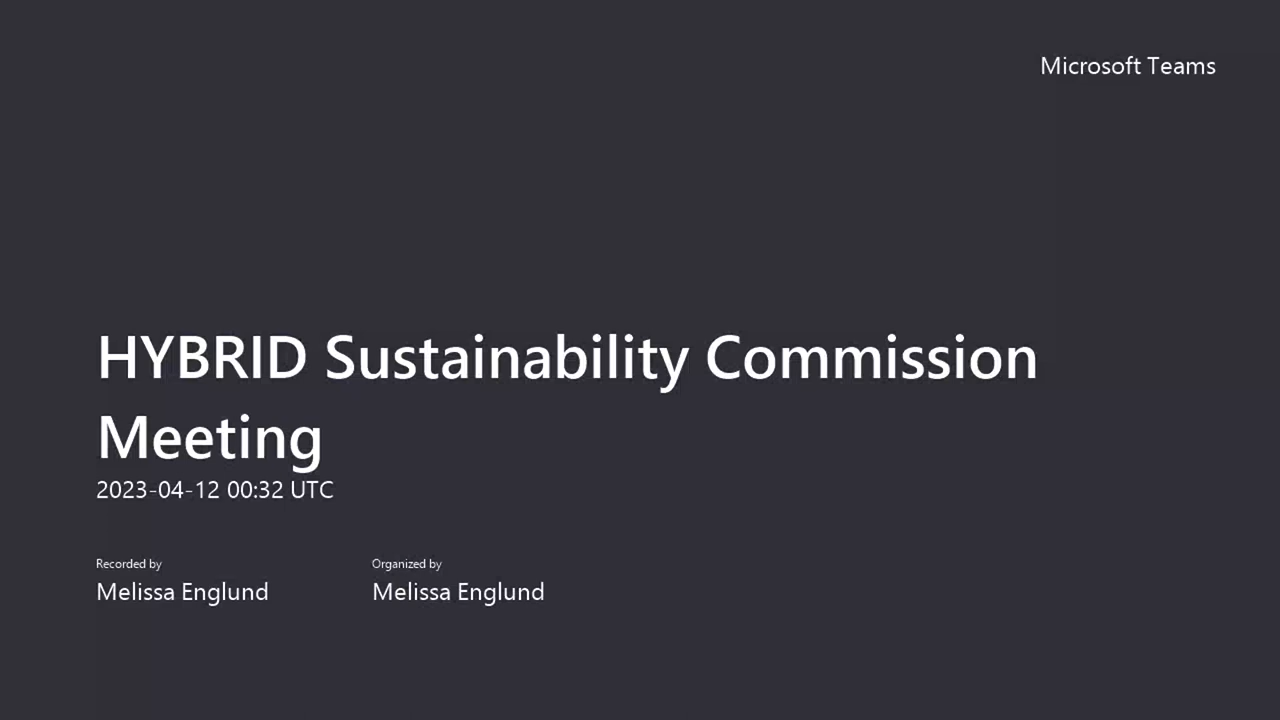 Microsoft Teams
HYBRID Sustainability Commission
Meeting
2023-04-12 00:32 UTC
Recorded by
Organized by
Melissa Englund
Melissa Englund